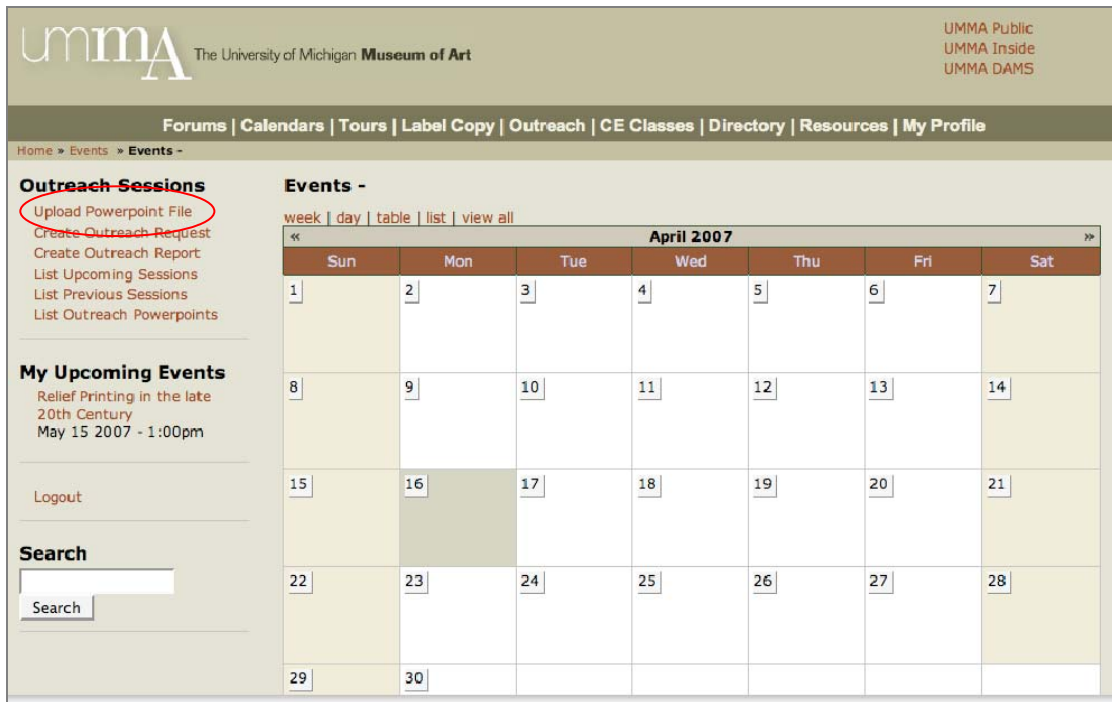 umma The University of Michigan Museum of Art
UMMA Public
UMMA Inside
UMMA DAMS
Forums | Calendars | Tours | Label Copy | Outreach | CE Classes | Directory | Resources | My Profile
Home » Events » Events -
Outreach Sessions
Upload Powerpoint File
Create Outreach Request
Create Outreach Report
List Upcoming Sessions
List Previous Sessions
List Outreach Powerpoints
My Upcoming Events
Relief Printing in the late
20th Century
May 15 2007 - 1:00pm
Logout
Search
Search
Events -
week | day | table | list | view all
« April 2007 »
Sun Mon Tue Wed Thu Fri Sat
1 2 3 4 5 6 7
8 9 10 11 12 13 14
15 16 17 18 19 20 21
22 23 24 25 26 27 28
29 30